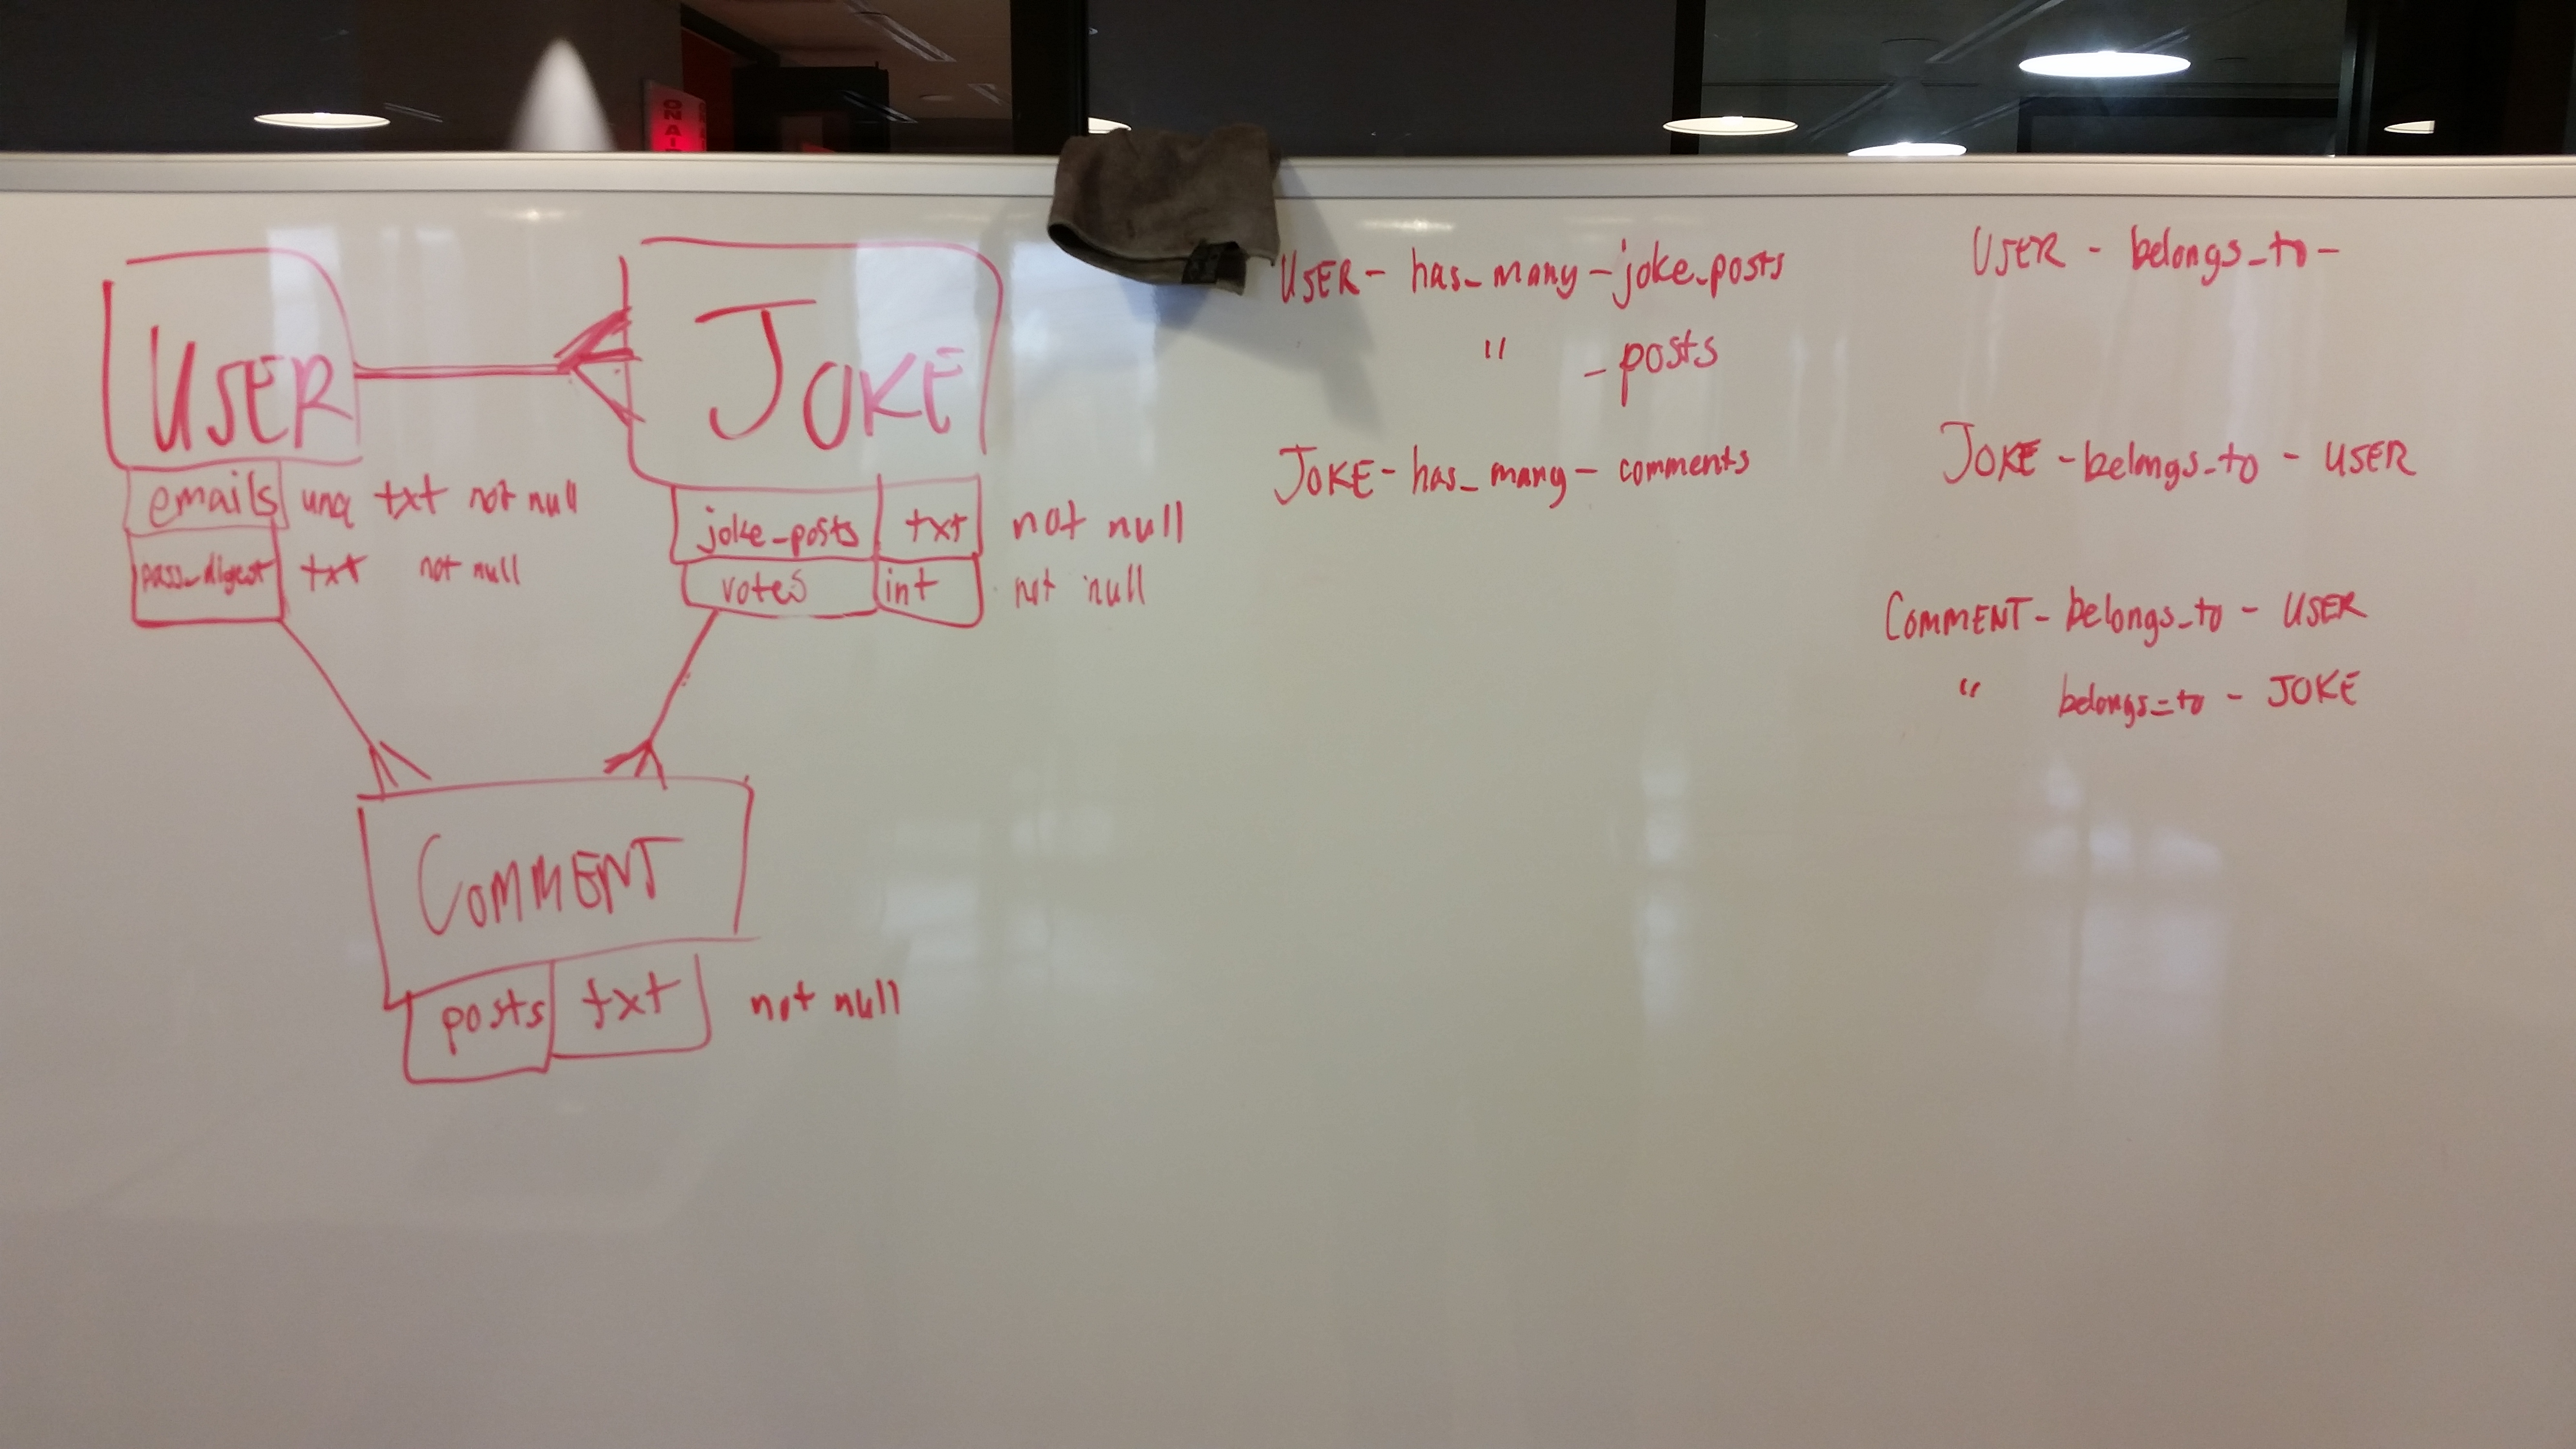 ON AI
USER
emails unq txt not null
pass_digest txt not null
JOKE
joke_posts txt not null
votes int not null
COMMENT
posts txt not null
USER - has_many - joke_posts
" - posts
JOKE - has_many - comments
USER - belongs_to -
JOKE - belongs_to - USER
COMMENT - belongs_to - USER
" belongs_to - JOKE